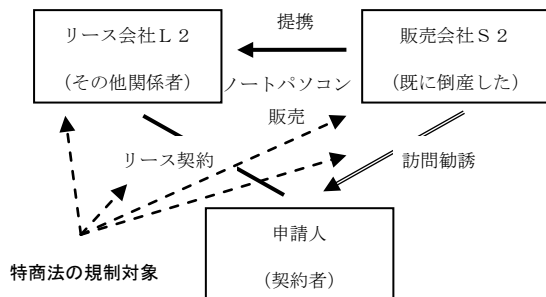 リース会社L2
(その他関係者)
提携
販売会社S2
(既に倒産した)
ノートパソコン
販売
リース契約
訪問勧誘
特商法の規制対象
申請人
(契約者)